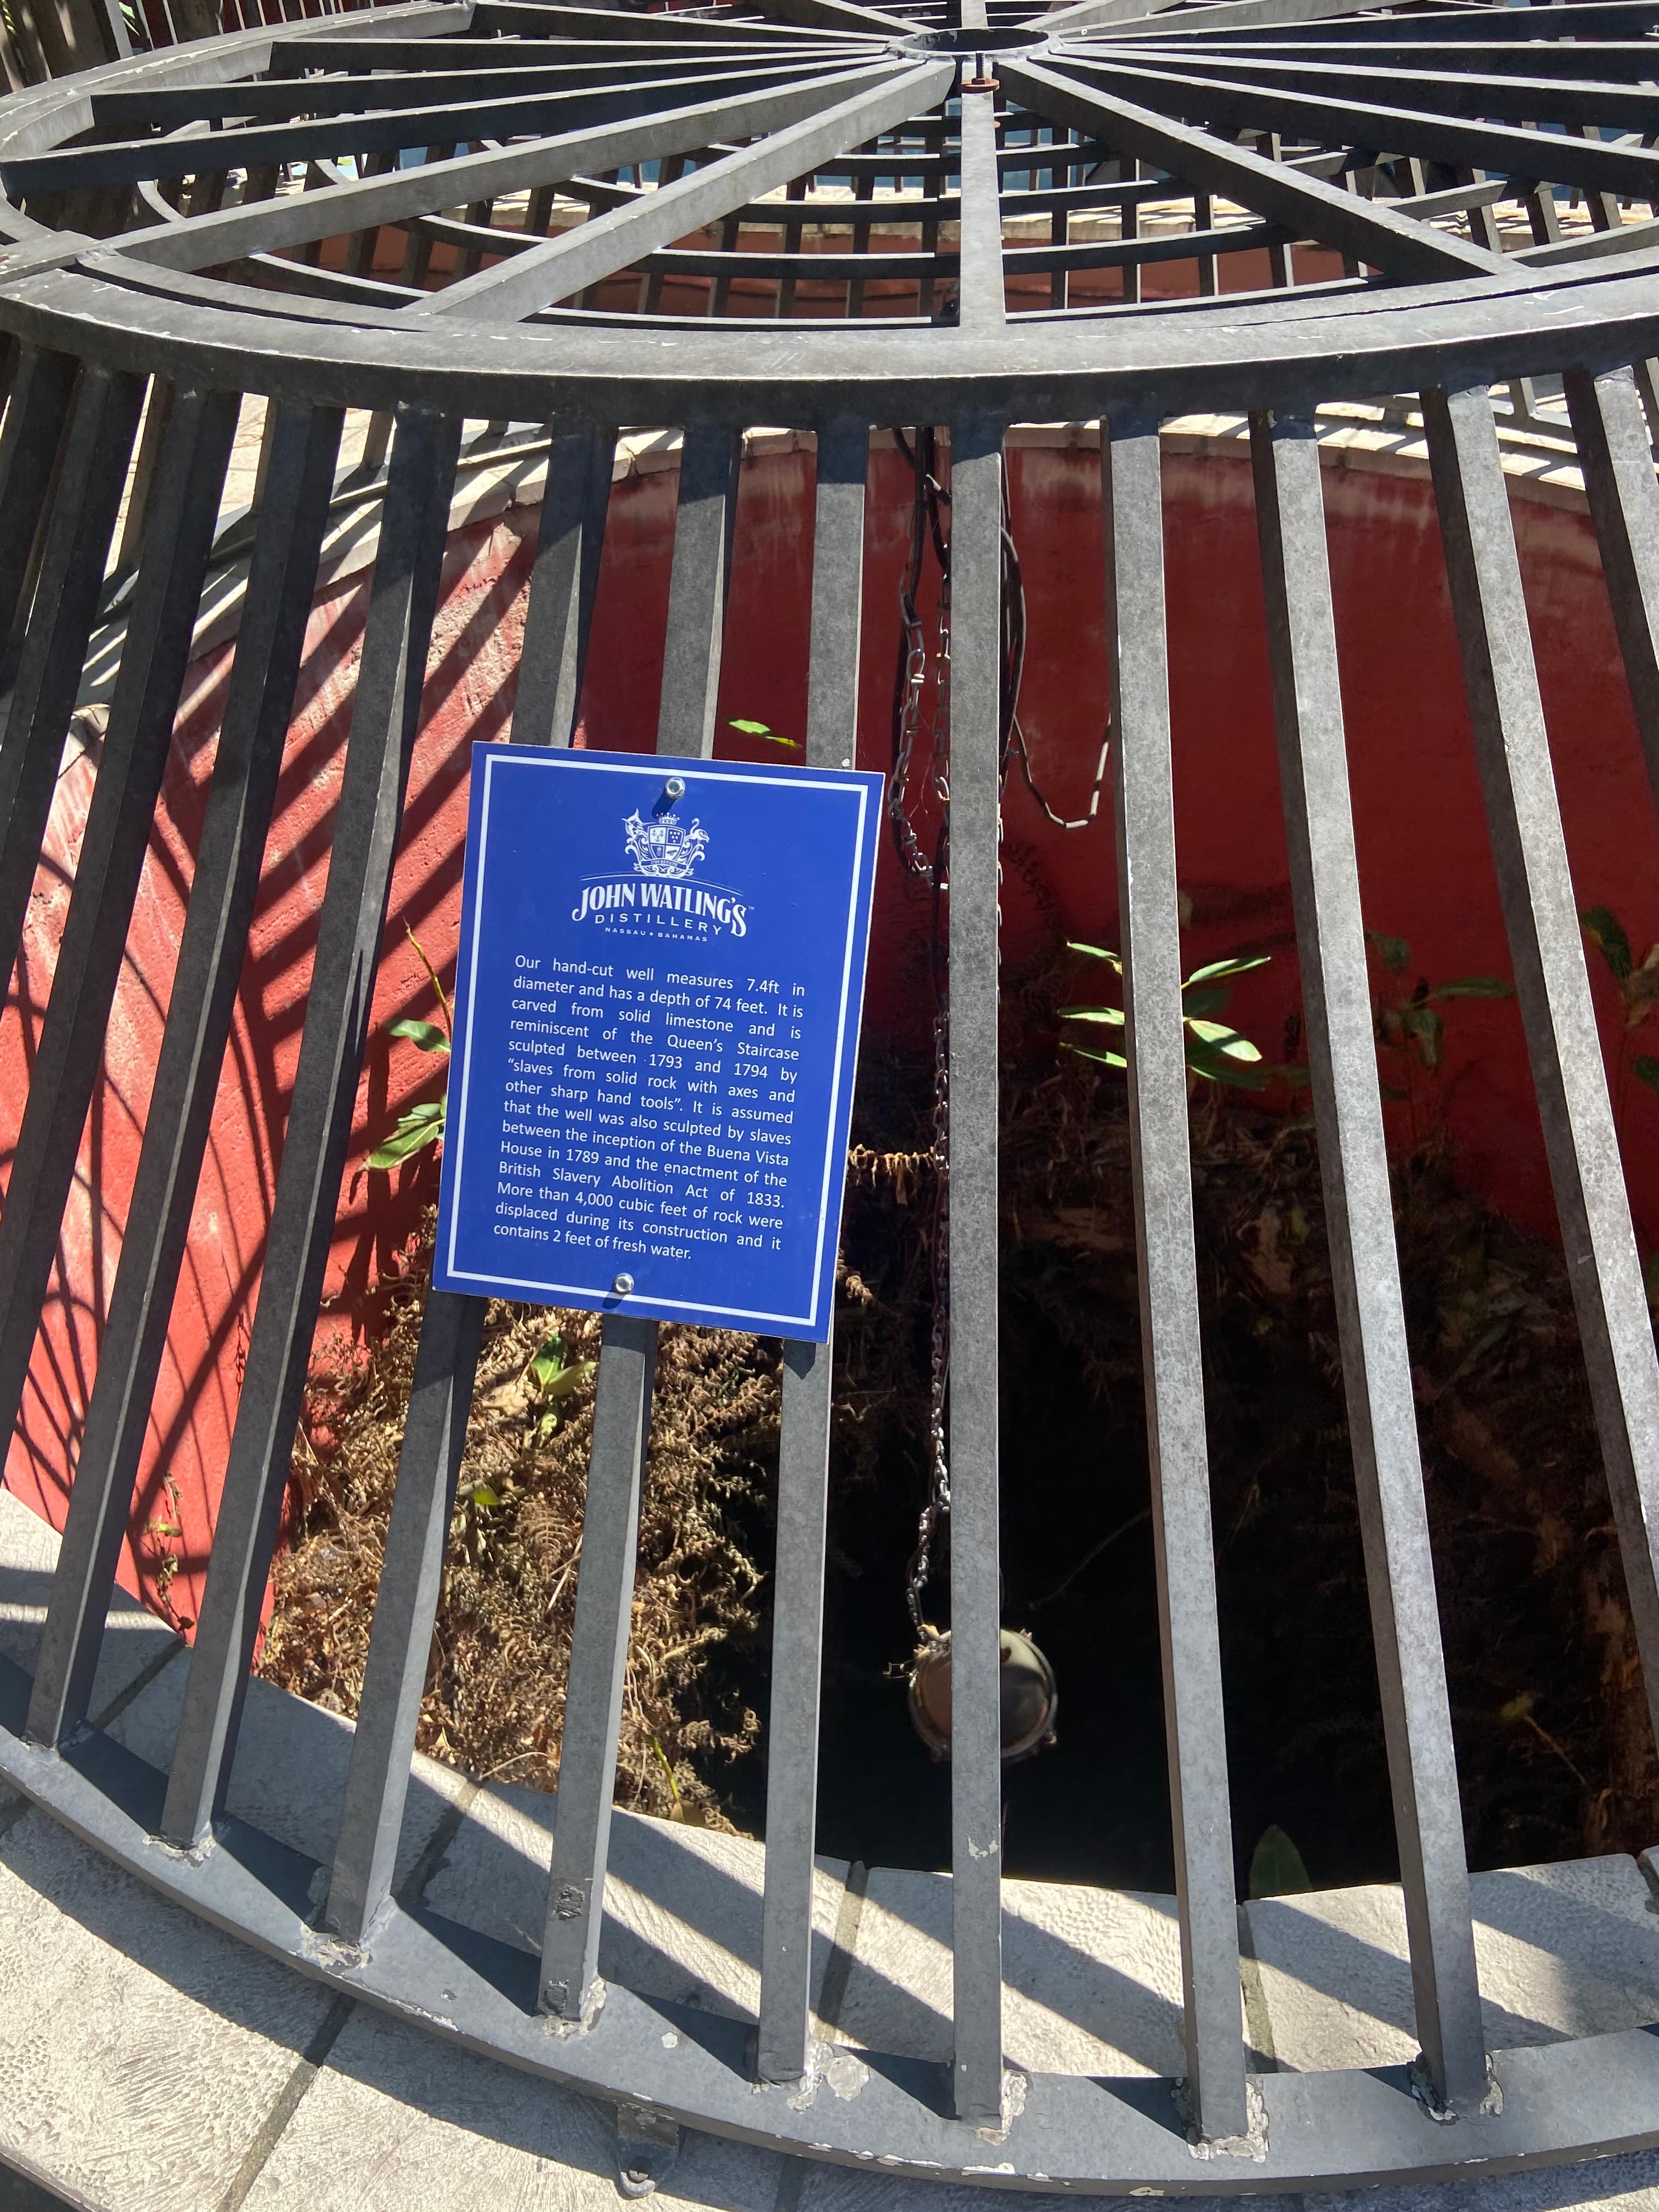 JOHN WATLING'S™
DISTILLERY
NASSAU • BAHAMAS
Our hand-cut well measures 7.4ft in
diameter and has a depth of 74 feet. It is
carved from solid limestone and is
reminiscent of the Queen's Staircase
sculpted between 1793 and 1794 by
“slaves from solid rock with axes and
other sharp hand tools”. It is assumed
that the well was also sculpted by slaves
between the inception of the Buena Vista
House in 1789 and the enactment of the
British Slavery Abolition Act of 1833.
More than 4,000 cubic feet of rock were
displaced during its construction and it
contains 2 feet of fresh water.